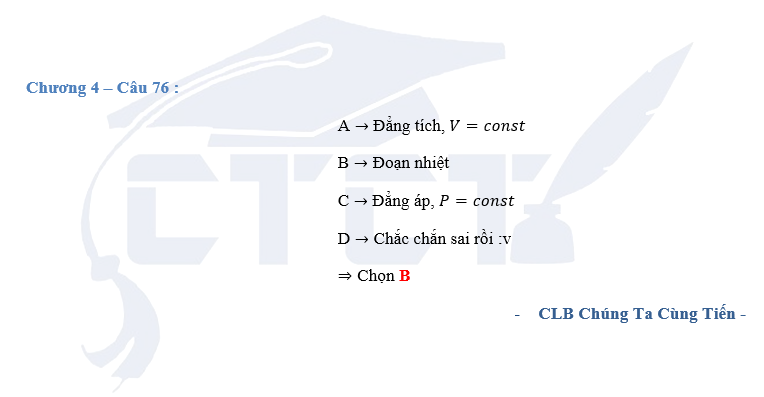 Chương 4 – Câu 76 :
A → Đẳng tích, V = const
B → Đoạn nhiệt
C → Đẳng áp, P = const
D → Chắc chắn sai rồi :v
⇒ Chọn B
- CLB Chúng Ta Cùng Tiến -
CTCT